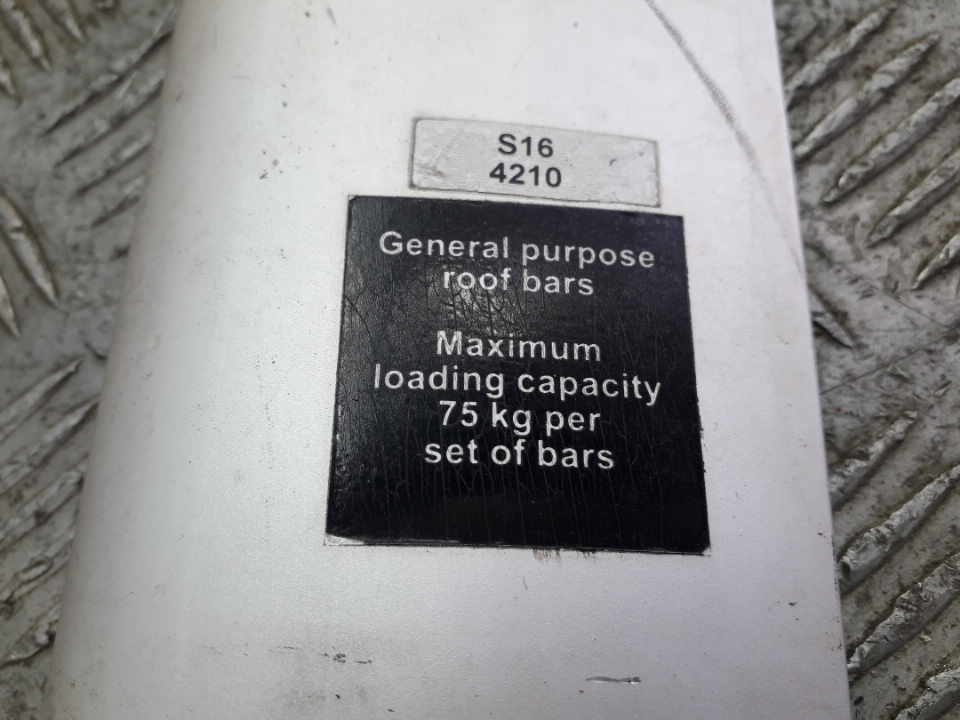 S16
4210
General purpose
roof bars
Maximum
loading capacity
75 kg per
set of bars